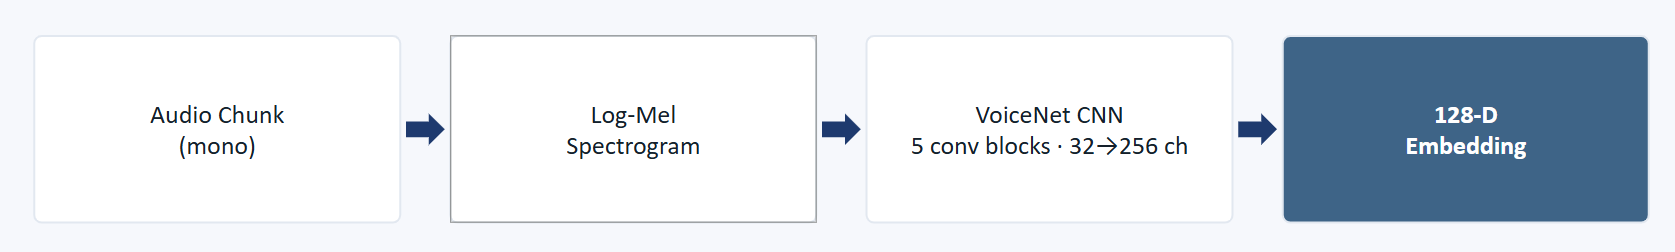 Audio Chunk
(mono)
Log-Mel
Spectrogram
VoiceNet CNN
5 conv blocks · 32→256 ch
128-D
Embedding